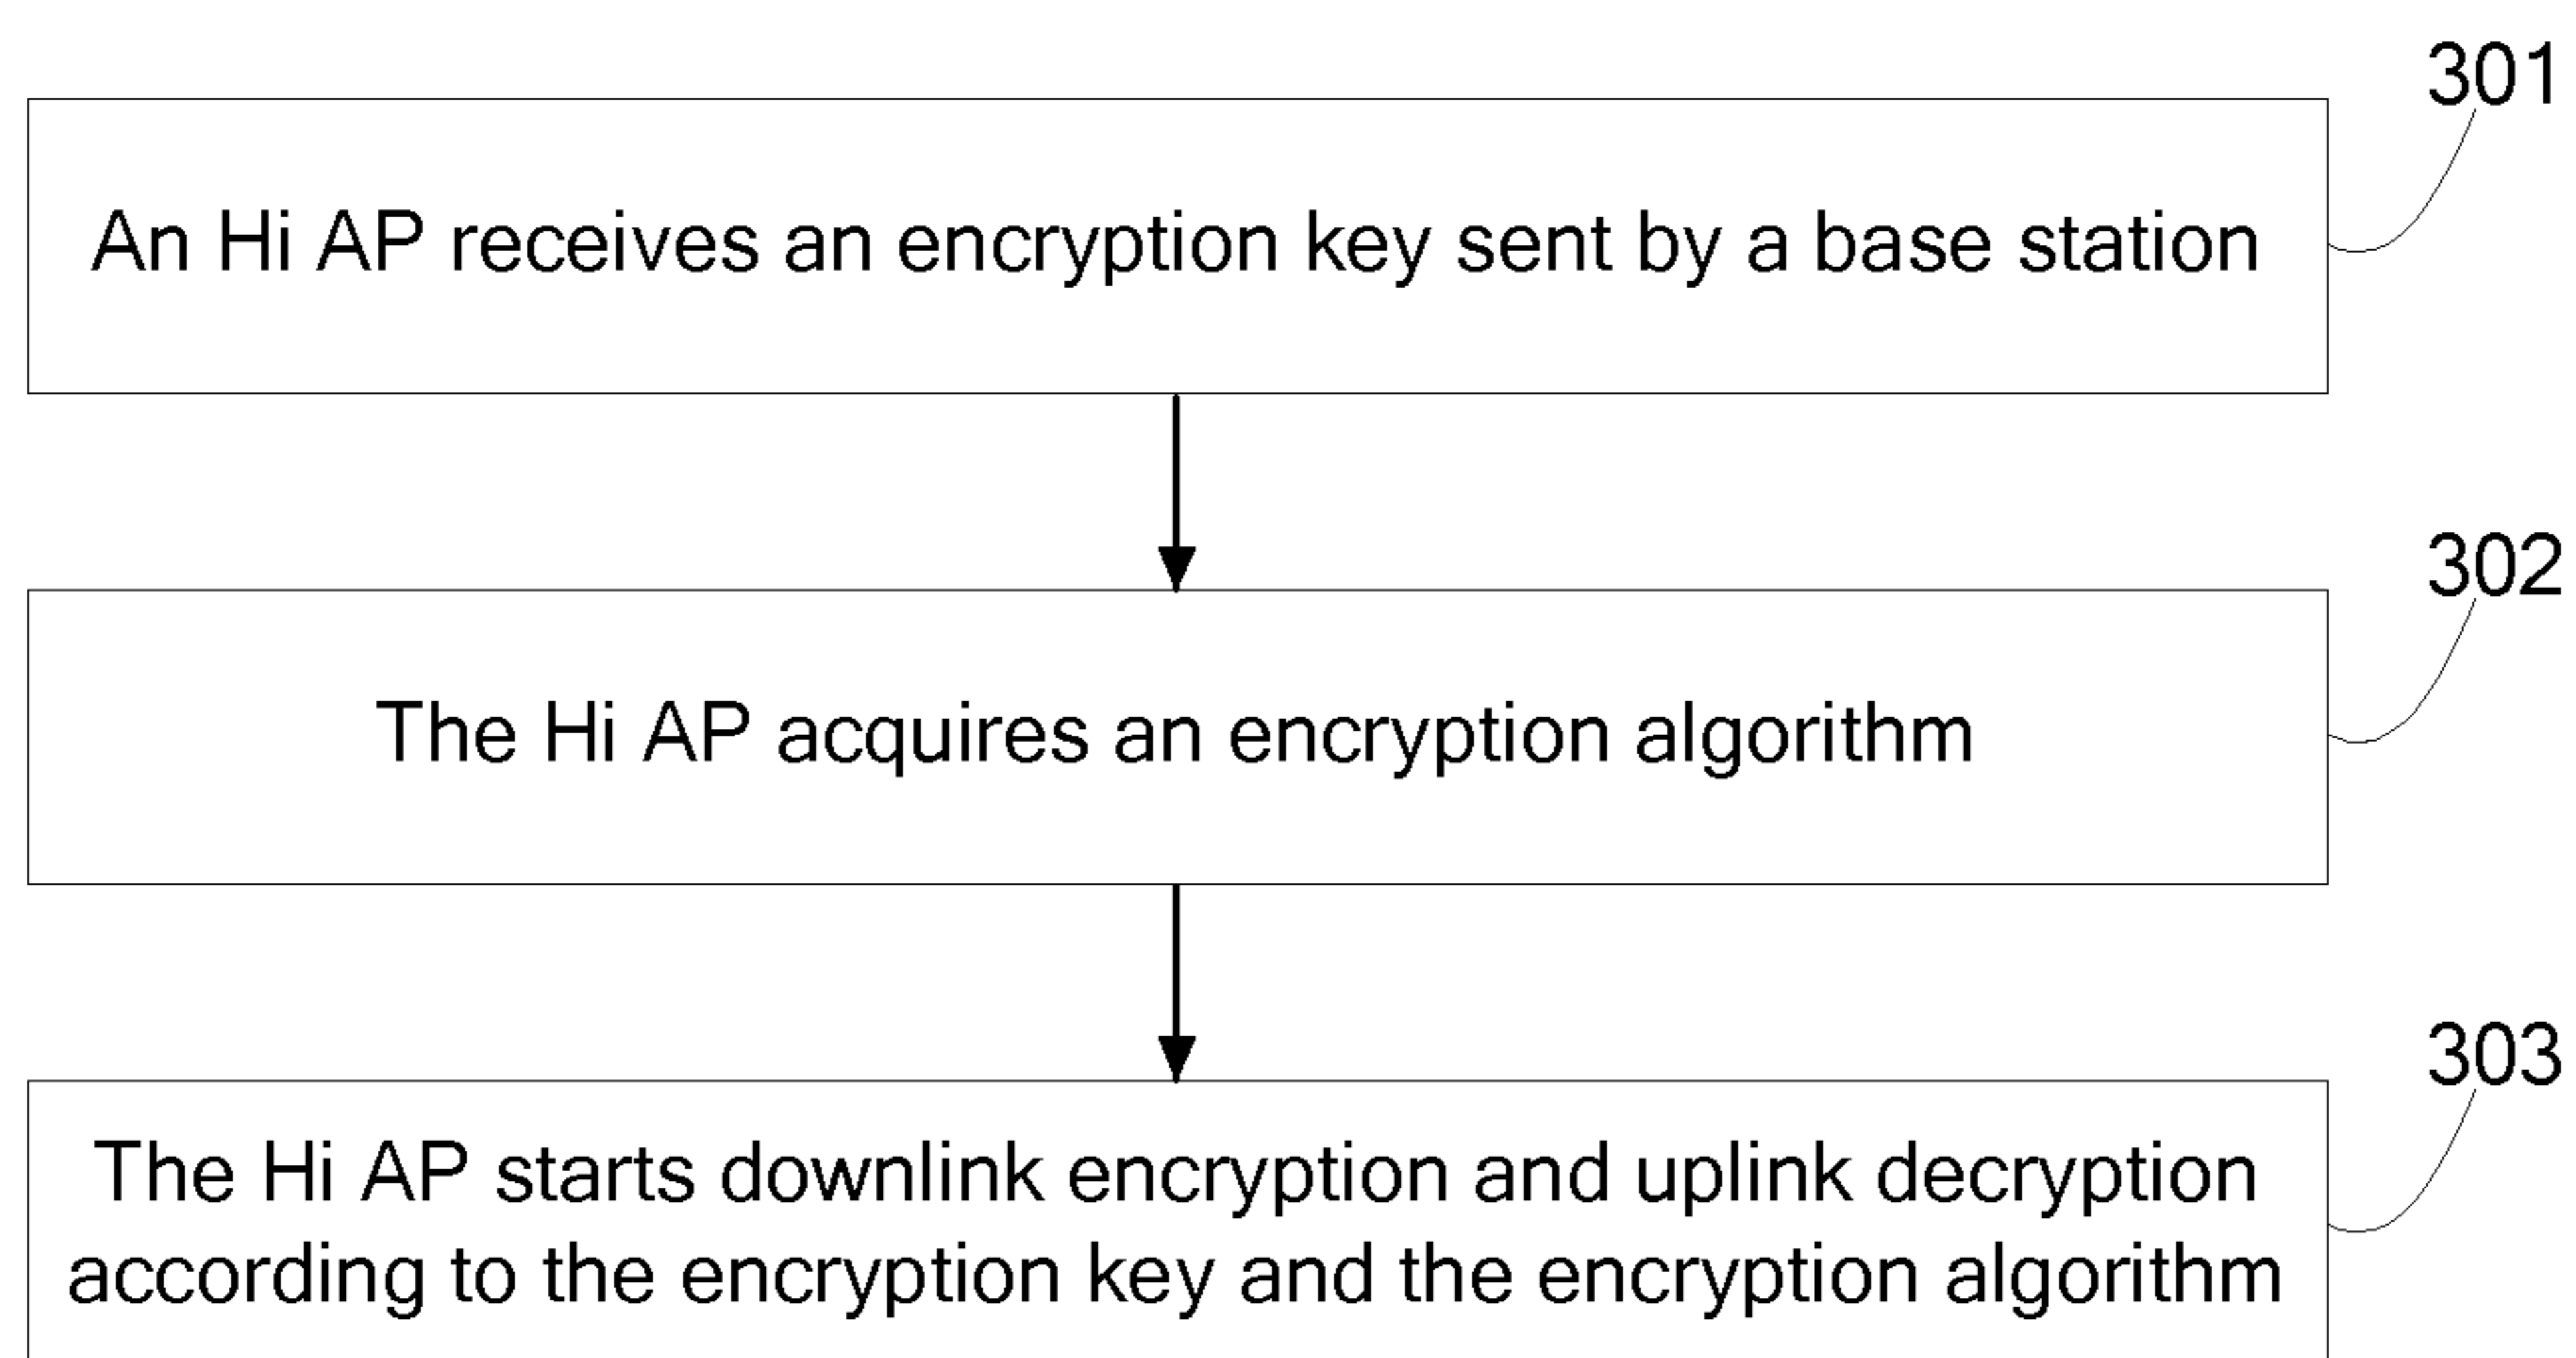 301
An Hi AP receives an encryption key sent by a base station
302
The Hi AP acquires an encryption algorithm
303
The Hi AP starts downlink encryption and uplink decryption
according to the encryption key and the encryption algorithm